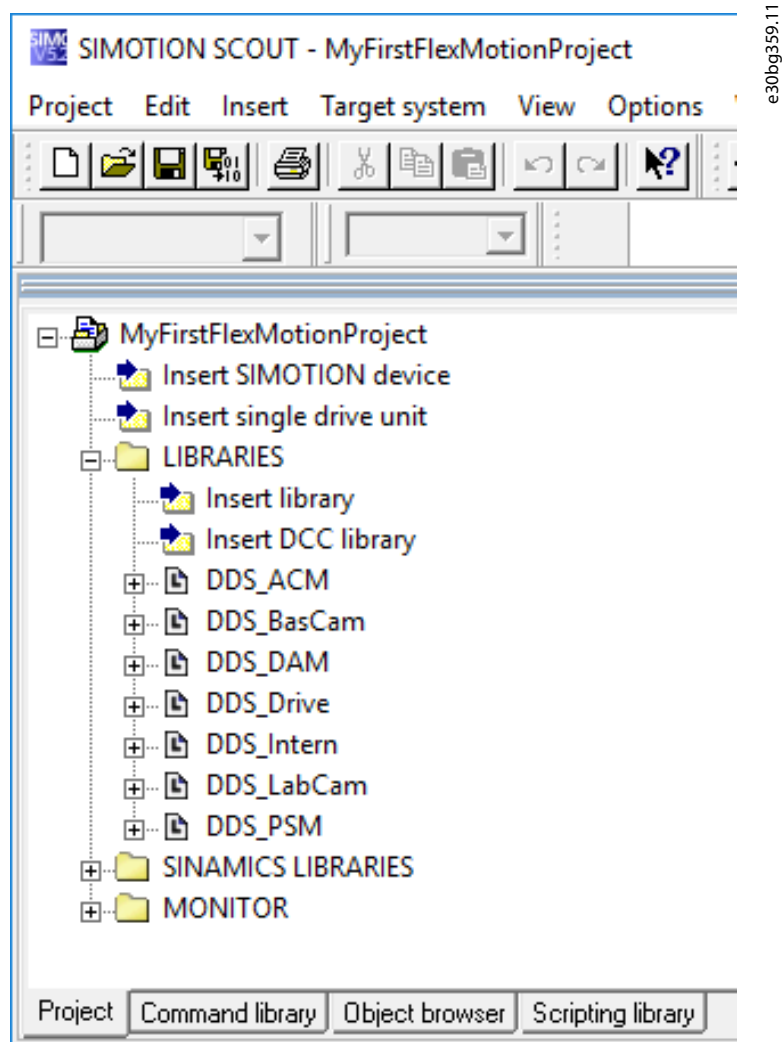 SIMOTION SCOUT - MyFirstFlexMotionProject
Project Edit Insert Target system View Options
MyFirstFlexMotionProject
Insert SIMOTION device
Insert single drive unit
LIBRARIES
Insert library
Insert DCC library
DDS_ACM
DDS_BasCam
DDS_DAM
DDS_Drive
DDS_Intern
DDS_LabCam
DDS_PSM
SINAMICS LIBRARIES
MONITOR
Project Command library Object browser Scripting library
e30bg359.11